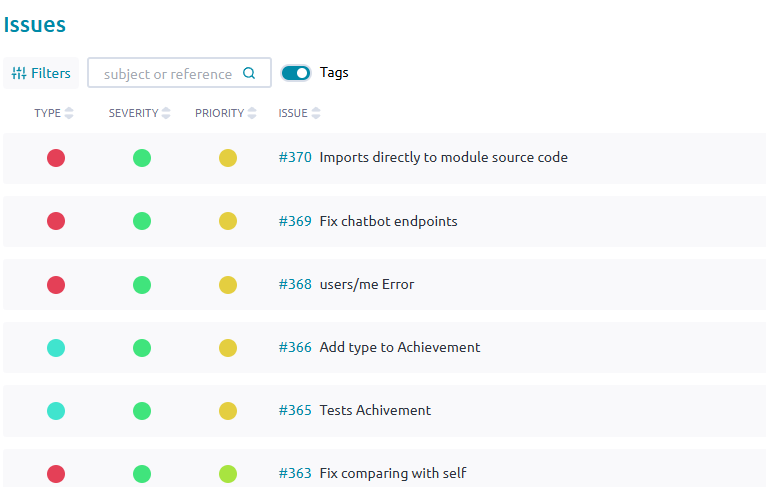 Issues
Filters subject or reference Tags
TYPE SEVERITY PRIORITY ISSUE
#370 Imports directly to module source code
#369 Fix chatbot endpoints
#368 users/me Error
#366 Add type to Achievement
#365 Tests Achivement
#363 Fix comparing with self